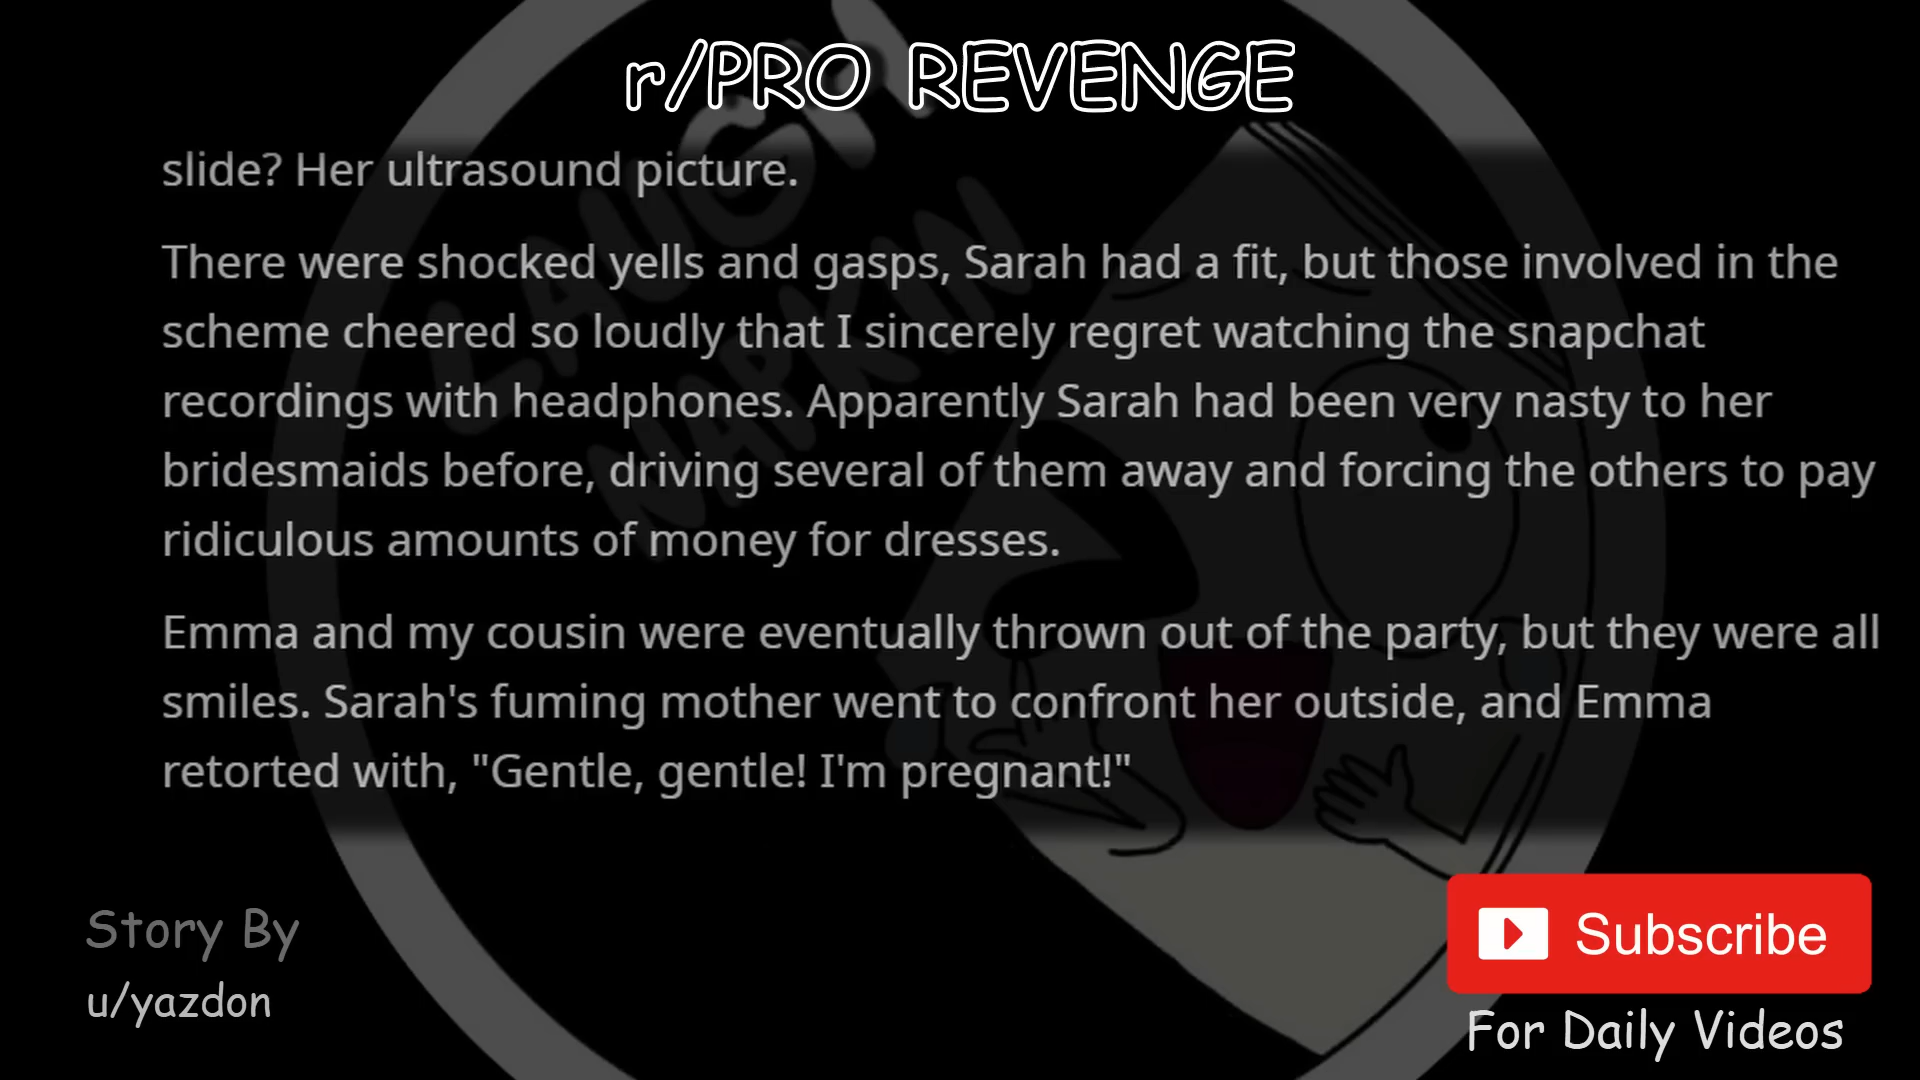 r/PRO REVENGE
LAUGH
NAPKIN
slide? Her ultrasound picture.
There were shocked yells and gasps, Sarah had a fit, but those involved in the
scheme cheered so loudly that I sincerely regret watching the snapchat
recordings with headphones. Apparently Sarah had been very nasty to her
bridesmaids before, driving several of them away and forcing the others to pay
ridiculous amounts of money for dresses.
Emma and my cousin were eventually thrown out of the party, but they were all
smiles. Sarah's fuming mother went to confront her outside, and Emma
retorted with, "Gentle, gentle! I'm pregnant!"
Story By
u/yazdon
Subscribe
For Daily Videos